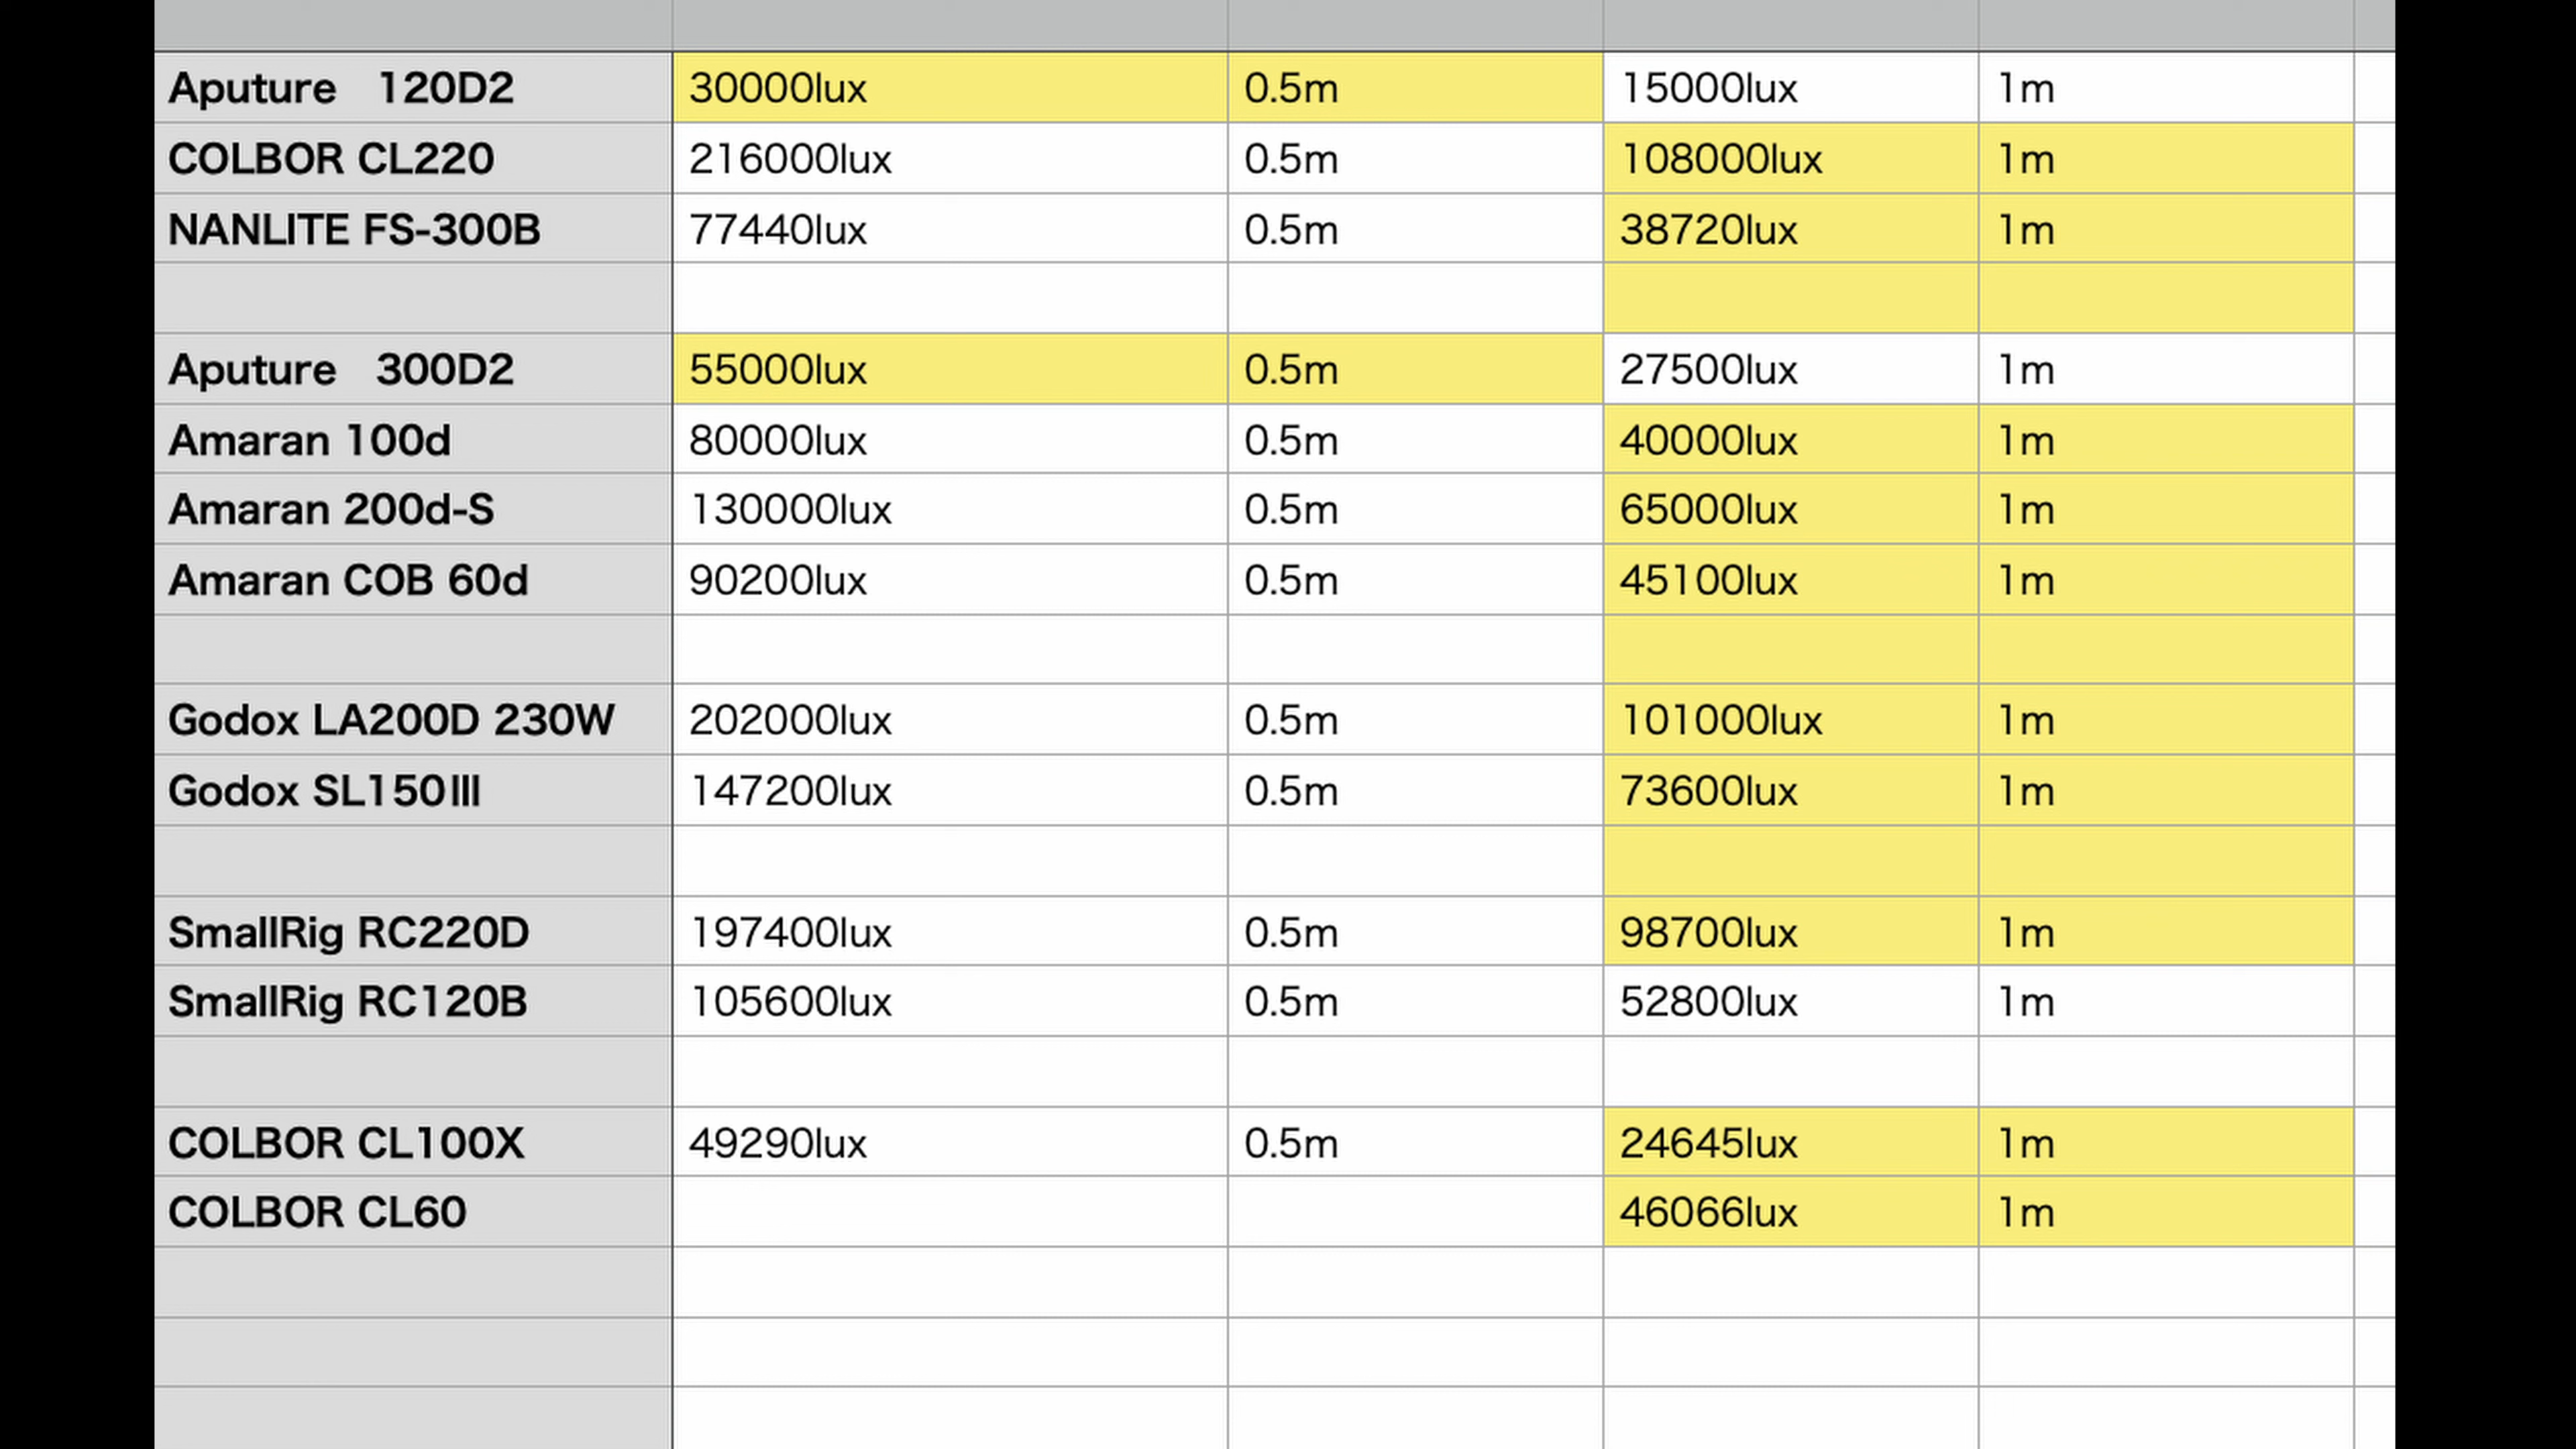 Aputure　120D2 30000lux 0.5m 15000lux 1m
COLBOR CL220 216000lux 0.5m 108000lux 1m
NANLITE FS-300B 77440lux 0.5m 38720lux 1m
Aputure　300D2 55000lux 0.5m 27500lux 1m
Amaran 100d 80000lux 0.5m 40000lux 1m
Amaran 200d-S 130000lux 0.5m 65000lux 1m
Amaran COB 60d 90200lux 0.5m 45100lux 1m
Godox LA200D 230W 202000lux 0.5m 101000lux 1m
Godox SL150Ⅲ 147200lux 0.5m 73600lux 1m
SmallRig RC220D 197400lux 0.5m 98700lux 1m
SmallRig RC120B 105600lux 0.5m 52800lux 1m
COLBOR CL100X 49290lux 0.5m 24645lux 1m
COLBOR CL60 46066lux 1m